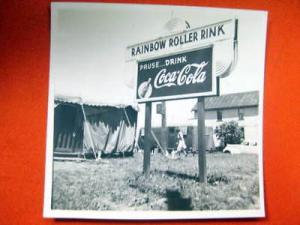 RAINBOW ROLLER RINK
PAUSE...DRINK
Coca-Cola